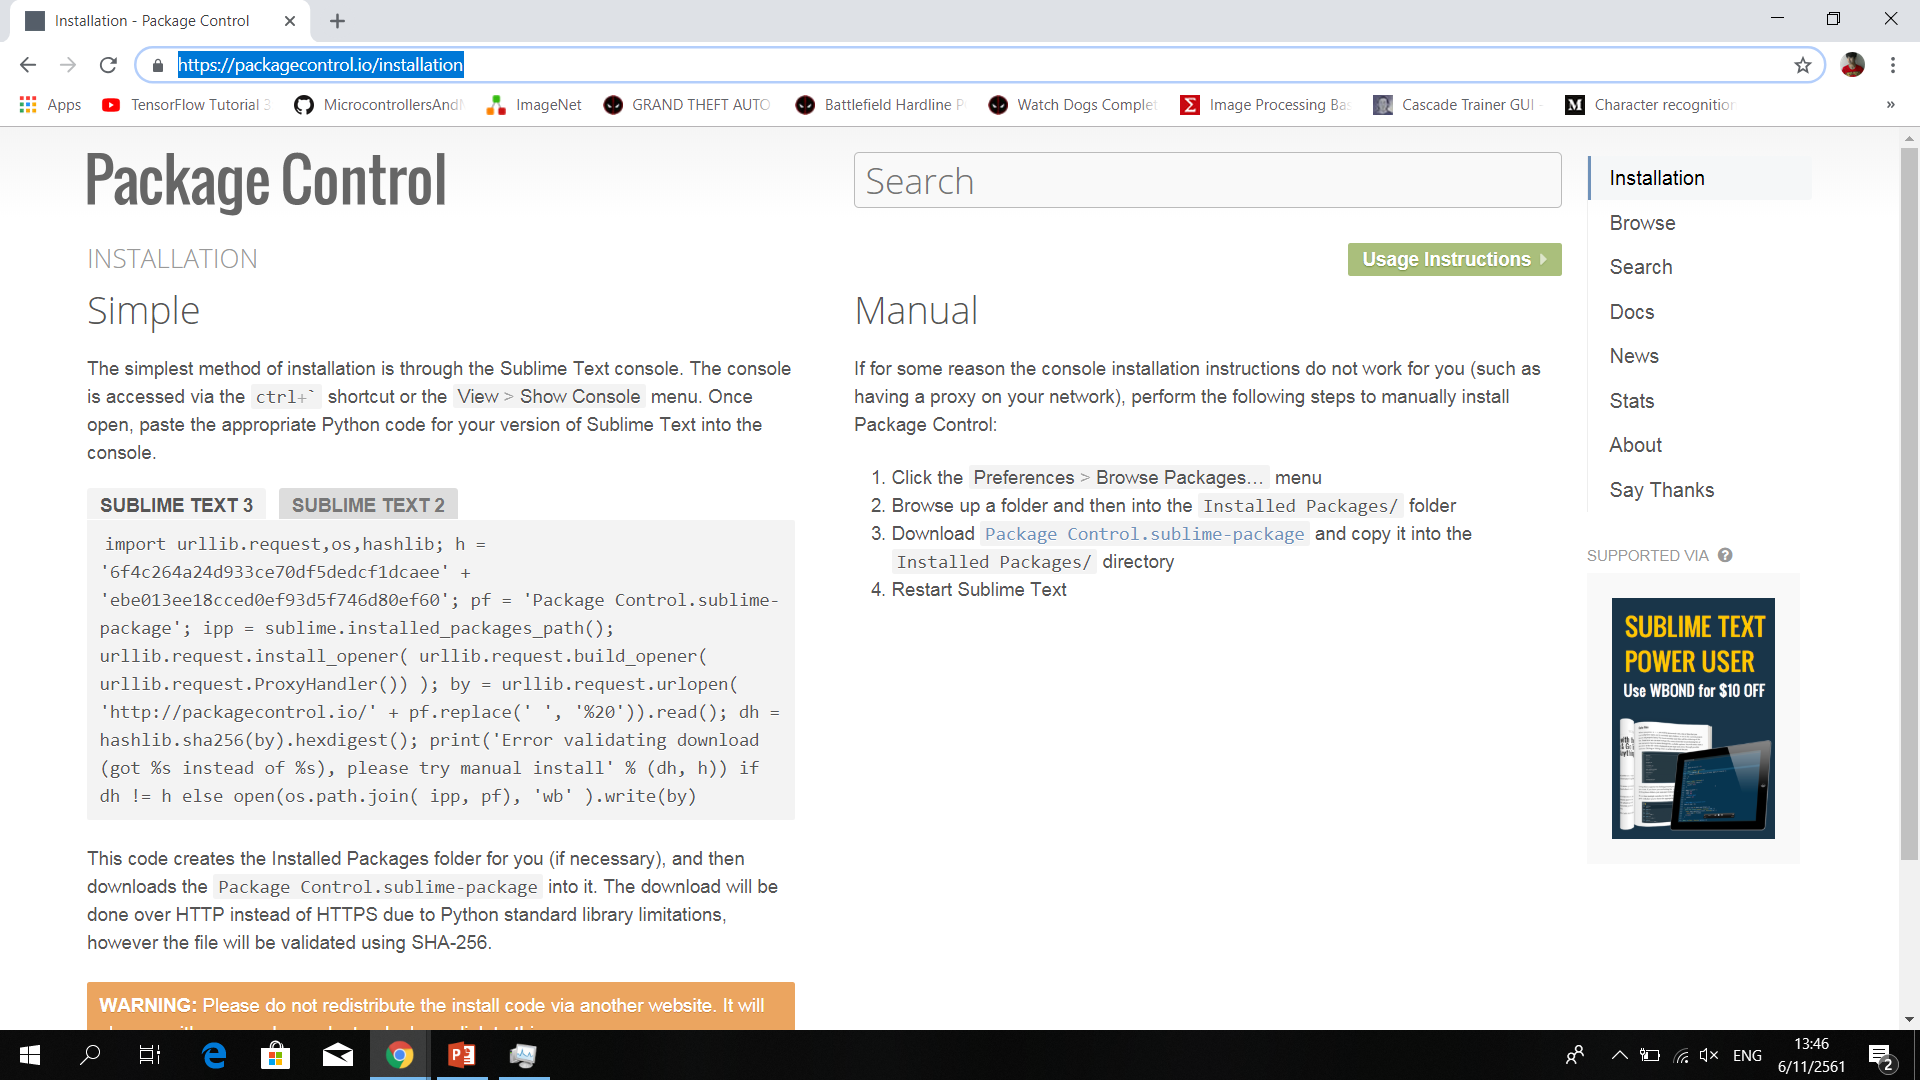 Installation - Package Control
https://packagecontrol.io/installation
Apps
TensorFlow Tutorial 3
MicrocontrollersAnd
ImageNet
GRAND THEFT AUTO
Battlefield Hardline
Watch Dogs Complet
Image Processing Ba
Cascade Trainer GUI -
M
Character recognition
»
Package Control
Search
INSTALLATION
Usage Instructions
Simple
The simplest method of installation is through the Sublime Text console. The console
is accessed via the ctrl+` shortcut or the View > Show Console menu. Once
open, paste the appropriate Python code for your version of Sublime Text into the
console.
SUBLIME TEXT 3
SUBLIME TEXT 2
import urllib.request,os,hashlib; h =
'6f4c264a24d933ce70df5dedcf1dcaee' +
'ebe013ee18cced0ef93d5f746d80ef60'; pf = 'Package Control.sublime-
package'; ipp = sublime.installed_packages_path();
urllib.request.install_opener( urllib.request.build_opener(
urllib.request.ProxyHandler()) ); by = urllib.request.urlopen(
'http://packagecontrol.io/' + pf.replace(' ', '%20')).read(); dh =
hashlib.sha256(by).hexdigest(); print('Error validating download
(got %s instead of %s), please try manual install' % (dh, h)) if
dh != h else open(os.path.join( ipp, pf), 'wb' ).write(by)
This code creates the Installed Packages folder for you (if necessary), and then
downloads the Package Control.sublime-package into it. The download will be
done over HTTP instead of HTTPS due to Python standard library limitations,
however the file will be validated using SHA-256.
WARNING: Please do not redistribute the install code via another website. It will
Manual
If for some reason the console installation instructions do not work for you (such as
having a proxy on your network), perform the following steps to manually install
Package Control:
1. Click the Preferences > Browse Packages… menu
2. Browse up a folder and then into the Installed Packages/ folder
3. Download Package Control.sublime-package and copy it into the
Installed Packages/ directory
4. Restart Sublime Text
Installation
Browse
Search
Docs
News
Stats
About
Say Thanks
SUPPORTED VIA ?
SUBLIME TEXT
POWER USER
Use WBOND for $10 OFF
ENG
13:46
6/11/2561
2